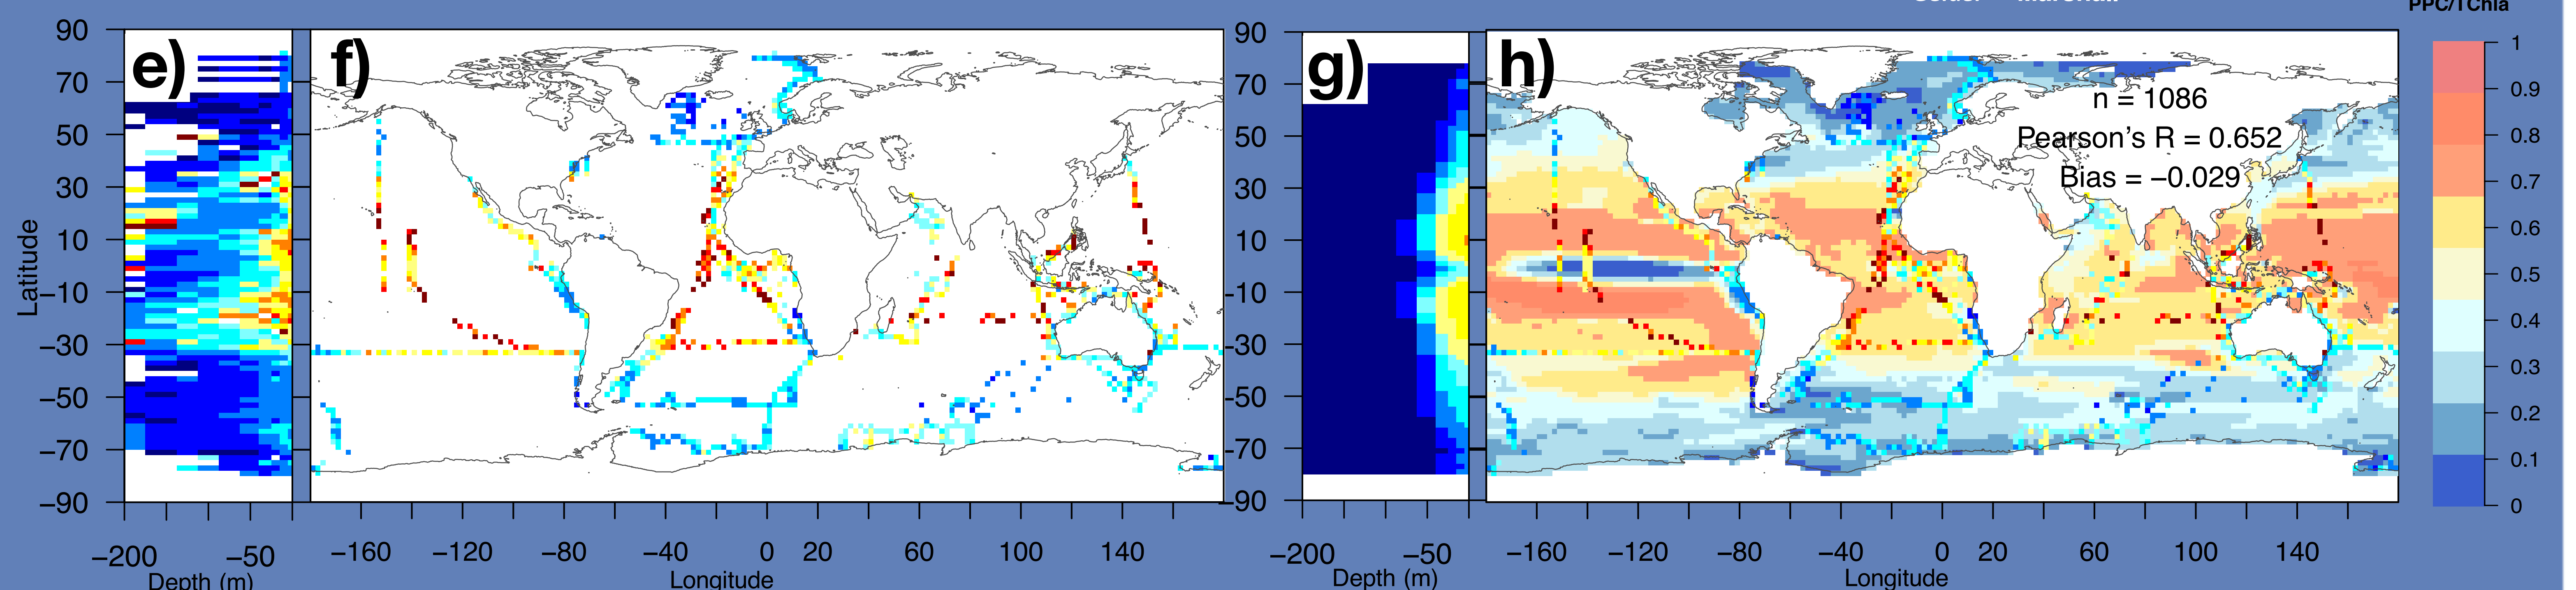 PPC/TChla
e)
f)
g)
h)
90
70
50
30
10
−10
−30
−50
−70
−90
Latitude
−200 −50
Depth (m)
−160 −120 −80 −40 0 20 60 100 140
Longitude
90
70
50
30
10
−10
−30
−50
−70
−90
−200 −50
Depth (m)
n = 1086
Pearson’s R = 0.652
Bias = −0.029
−160 −120 −80 −40 0 20 60 100 140
Longitude
1
0.9
0.8
0.7
0.6
0.5
0.4
0.3
0.2
0.1
0